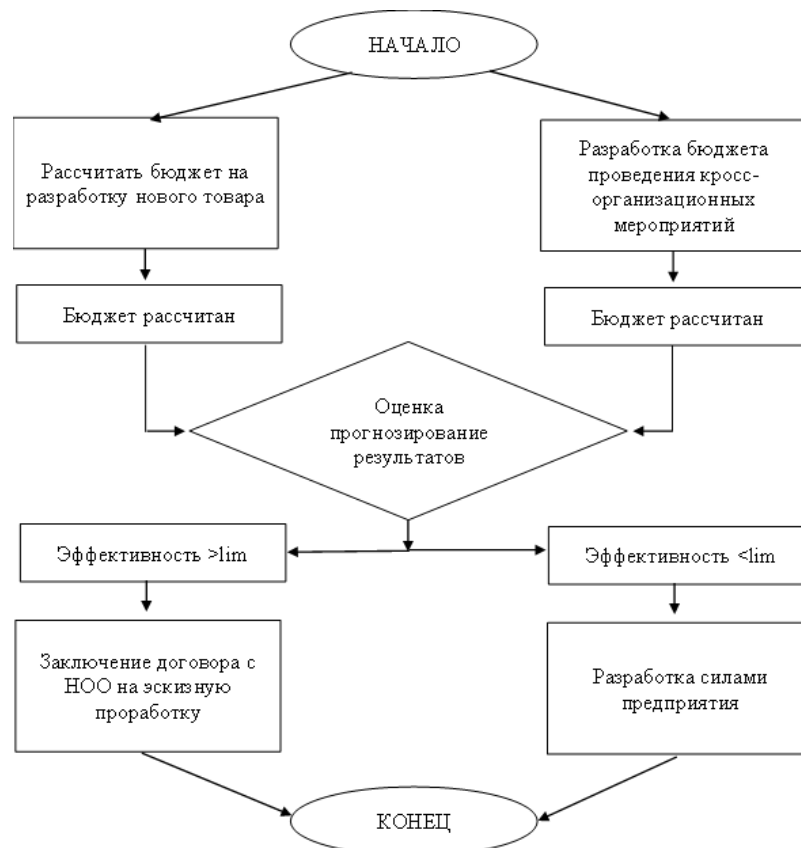 НАЧАЛО
Рассчитать бюджет на
разработку нового товара
Разработка бюджета
проведения кросс-
организационных
мероприятий
Бюджет рассчитан
Бюджет рассчитан
Оценка
прогнозирование
результатов
Эффективность >lim
Эффективность <lim
Заключение договора с
НОО на эскизную
проработку
Разработка силами
предприятия
КОНЕЦ